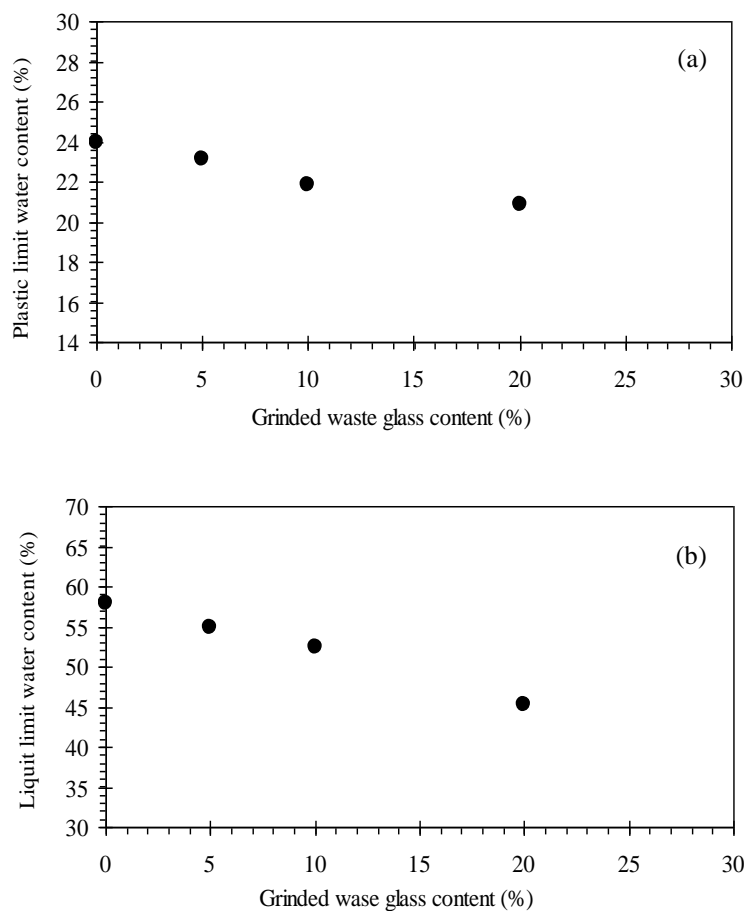 30
28
26
24
22
20
18
16
14
Plastic limit water content (%)
(a)
0 5 10 15 20 25 30
Grinded waste glass content (%)
70
65
60
55
50
45
40
35
30
Liquit limit water content (%)
(b)
0 5 10 15 20 25 30
Grinded wase glass content (%)